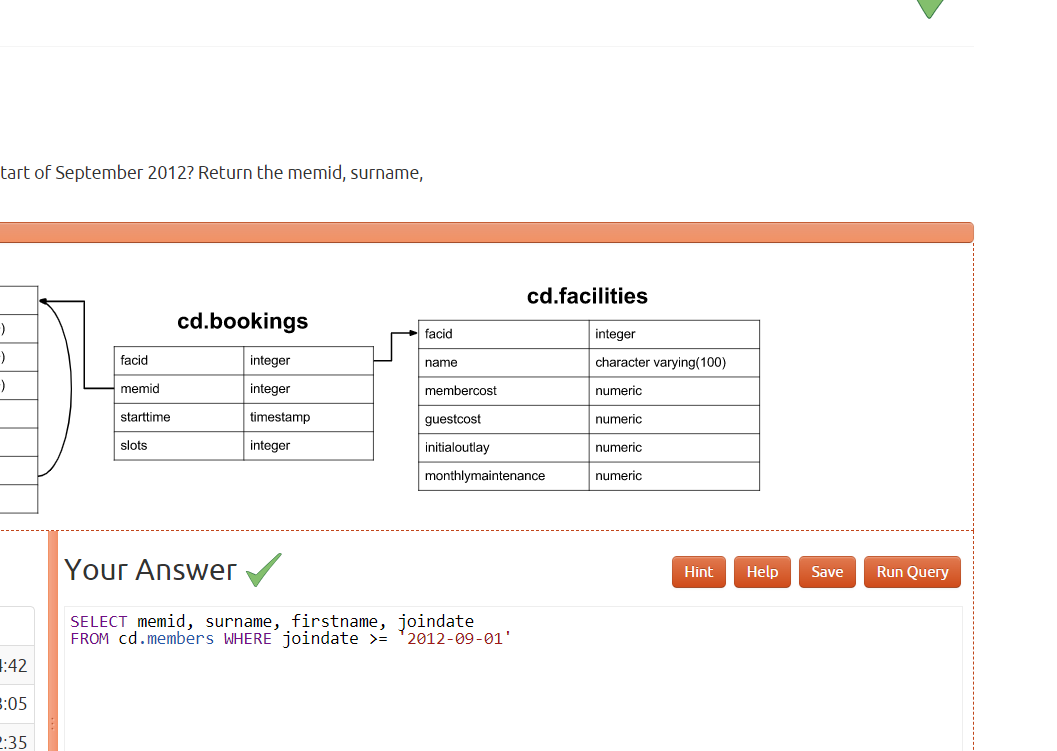 tart of September 2012? Return the memid, surname,
cd.bookings
cd.facilities
)
)
)
facid integer
memid integer
starttime timestamp
slots integer
facid integer
name character varying(100)
membercost numeric
guestcost numeric
initialoutlay numeric
monthlymaintenance numeric
Your Answer
Hint
Help
Save
Run Query
SELECT memid, surname, firstname, joindate
FROM cd.members WHERE joindate >= '2012-09-01'
:42
:05
:35